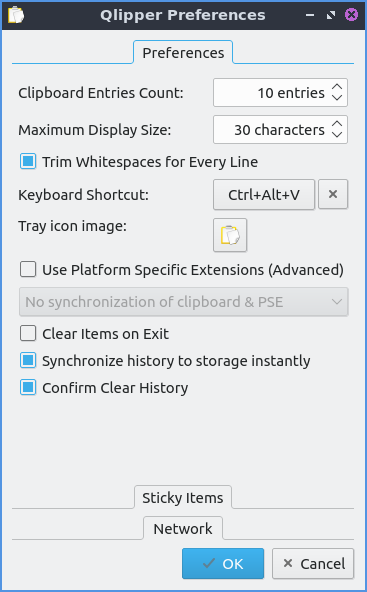 Qlipper Preferences
Preferences
Clipboard Entries Count: 10 entries
Maximum Display Size: 30 characters
Trim Whitespaces for Every Line
Keyboard Shortcut: Ctrl+Alt+V
Tray icon image:
Use Platform Specific Extensions (Advanced)
No synchronization of clipboard & PSE
Clear Items on Exit
Synchronize history to storage instantly
Confirm Clear History
Sticky Items
Network
OK Cancel